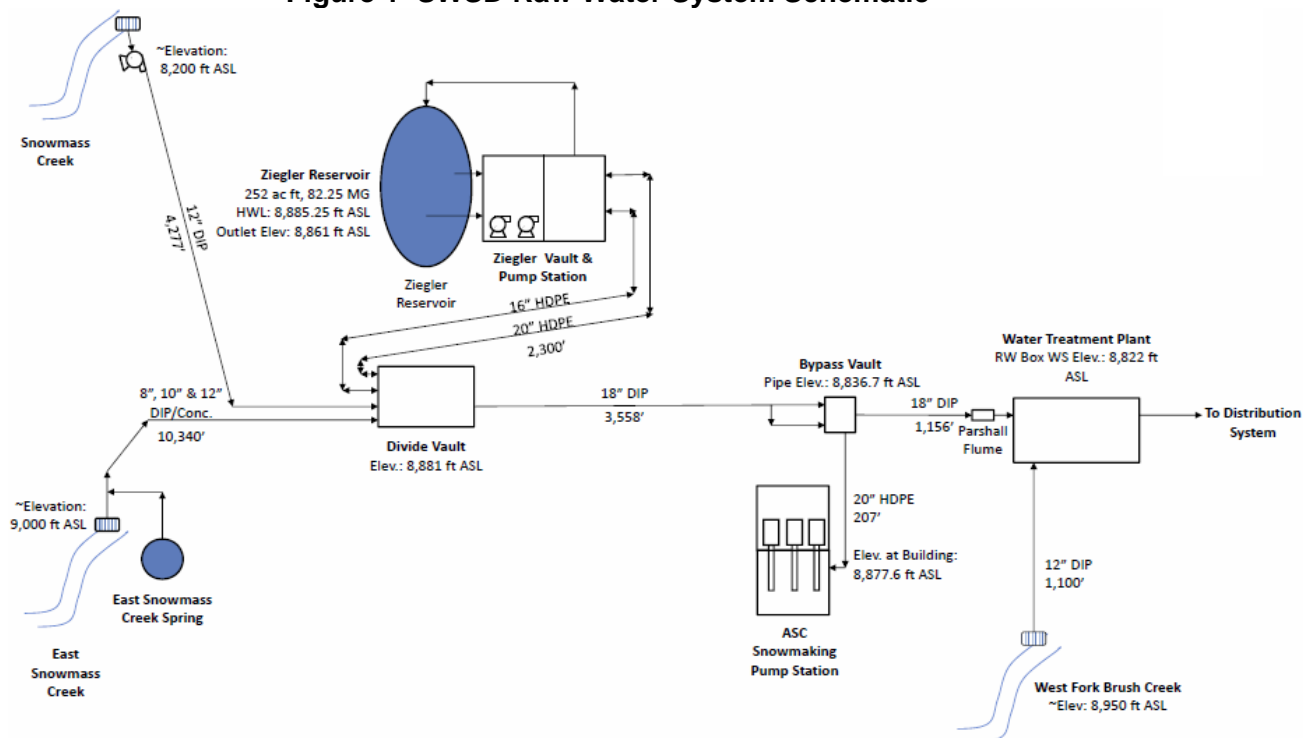 Figure 1- SWSD Raw Water System Schematic
~Elevation:
8,200 ft ASL
Snowmass
Creek
12" DIP
4,277'
Ziegler Reservoir
252 ac ft, 82.25 MG
HWL: 8,885.25 ft ASL
Outlet Elev: 8,861 ft ASL
Ziegler
Reservoir
Ziegler Vault &
Pump Station
16" HDPE
20" HDPE
2,300'
8", 10" & 12"
DIP/Conc.
10,340'
Divide Vault
Elev.: 8,881 ft ASL
18" DIP
3,558'
Bypass Vault
Pipe Elev.: 8,836.7 ft ASL
18" DIP
1,156'
Parshall
Flume
Water Treatment Plant
RW Box WS Elev.: 8,822 ft
ASL
To Distribution
System
~Elevation:
9,000 ft ASL
East Snowmass
Creek Spring
East
Snowmass
Creek
20" HDPE
207'
Elev. at Building:
8,877.6 ft ASL
ASC
Snowmaking
Pump Station
12" DIP
1,100'
West Fork Brush Creek
~Elev: 8,950 ft ASL